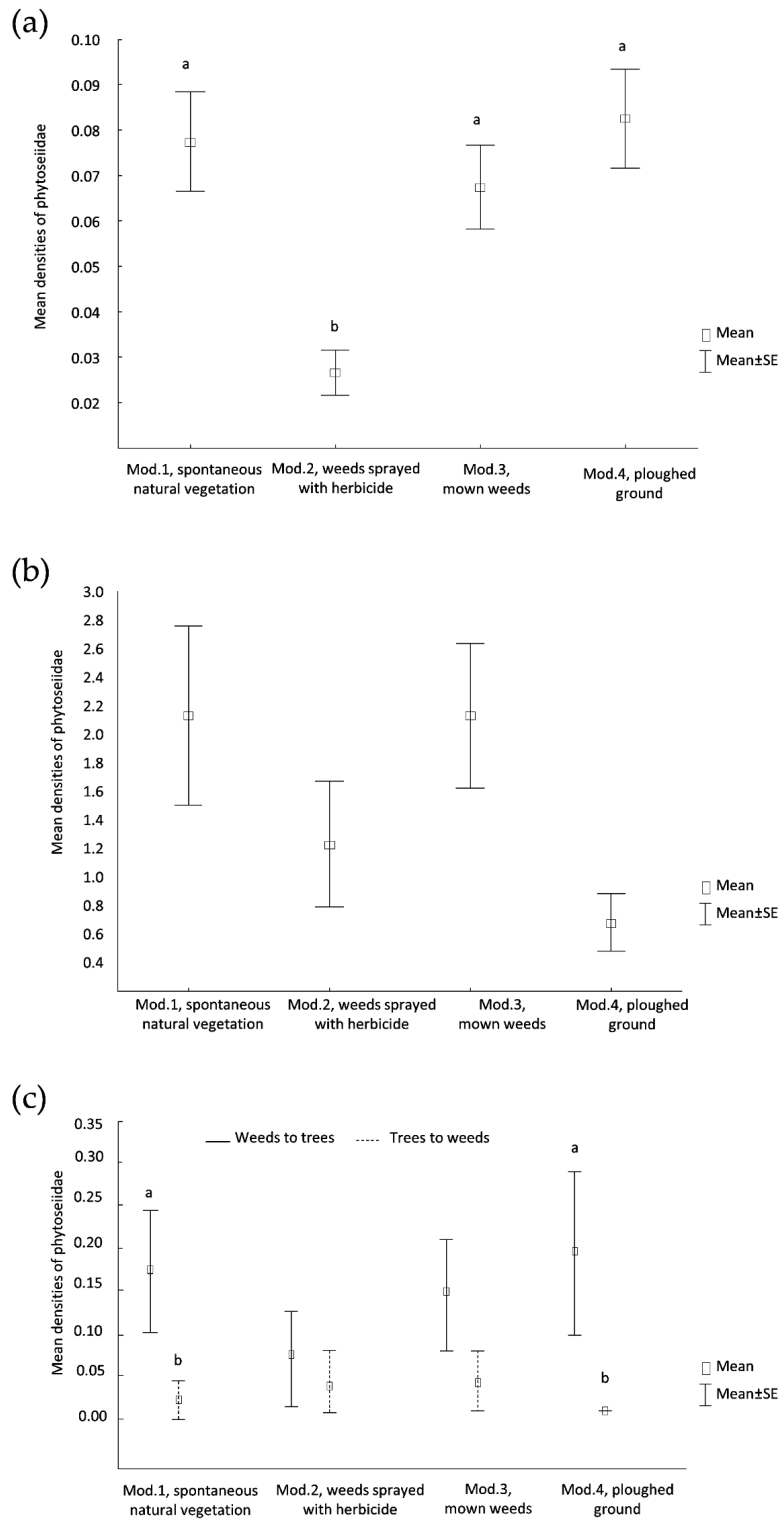 (a)
Mean densities of phytoseiidae
0.10
0.09
0.08
0.07
0.06
0.05
0.04
0.03
0.02
a
b
a
a
Mean
Mean±SE
Mod.1, spontaneous
natural vegetation
Mod.2, weeds sprayed
with herbicide
Mod.3,
mown weeds
Mod.4, ploughed
ground
(b)
Mean densities of phytoseiidae
3.0
2.8
2.6
2.4
2.2
2.0
1.8
1.6
1.4
1.2
1.0
0.8
0.6
0.4
Mean
Mean±SE
Mod.1, spontaneous
natural vegetation
Mod.2, weeds sprayed
with herbicide
Mod.3,
mown weeds
Mod.4, ploughed
ground
(c)
Mean densities of phytoseiidae
0.35
0.30
0.25
0.20
0.15
0.10
0.05
0.00
Weeds to trees
Trees to weeds
a
b
a
b
Mean
Mean±SE
Mod.1, spontaneous
natural vegetation
Mod.2, weeds sprayed
with herbicide
Mod.3,
mown weeds
Mod.4, ploughed
ground